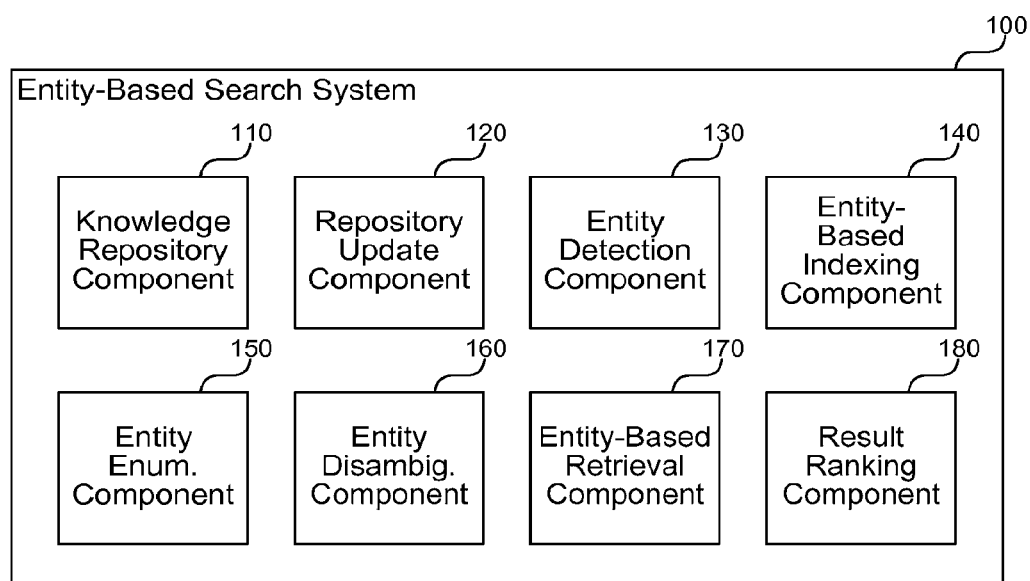 100
Entity-Based Search System
110
Knowledge
Repository
Component
120
Repository
Update
Component
130
Entity
Detection
Component
140
Entity-
Based
Indexing
Component
150
Entity
Enum.
Component
160
Entity
Disambig.
Component
170
Entity-Based
Retrieval
Component
180
Result
Ranking
Component